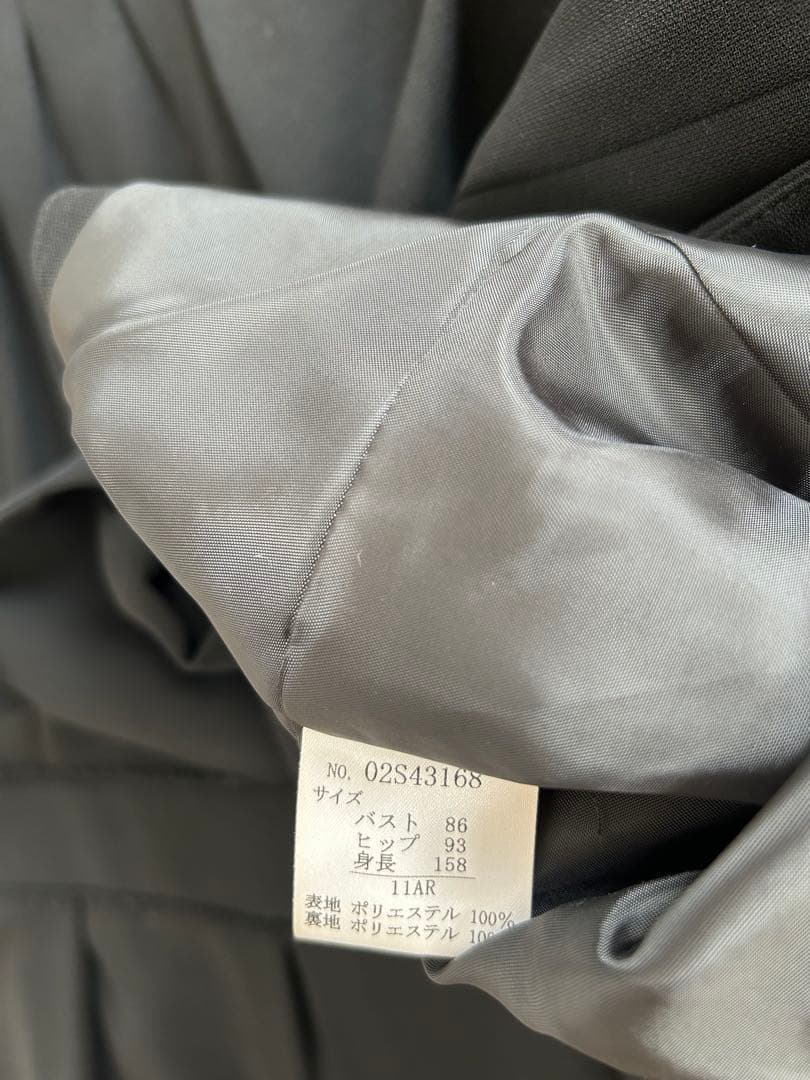 No. 02S43168
サイズ
バスト 86
ヒップ 93
身長 158
11AR
表地 ポリエステル 100%
裏地 ポリエステル